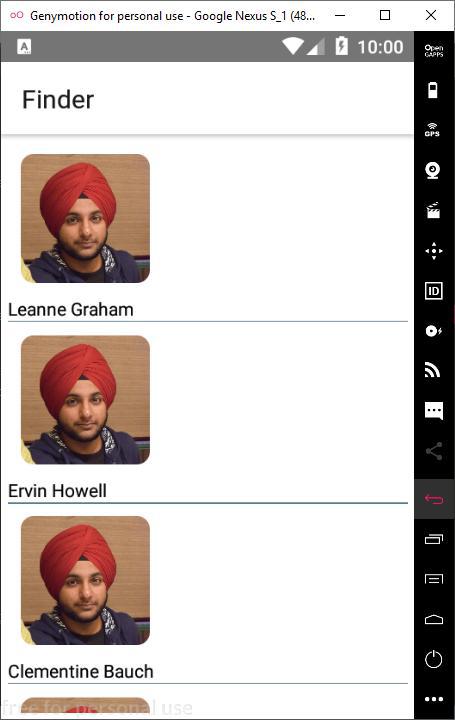 Genymotion for personal use - Google Nexus S_1 (48...
A
10:00
Open
GAPPS
Finder
GPS
Leanne Graham
ID
Ervin Howell
Clementine Bauch
free for personal use